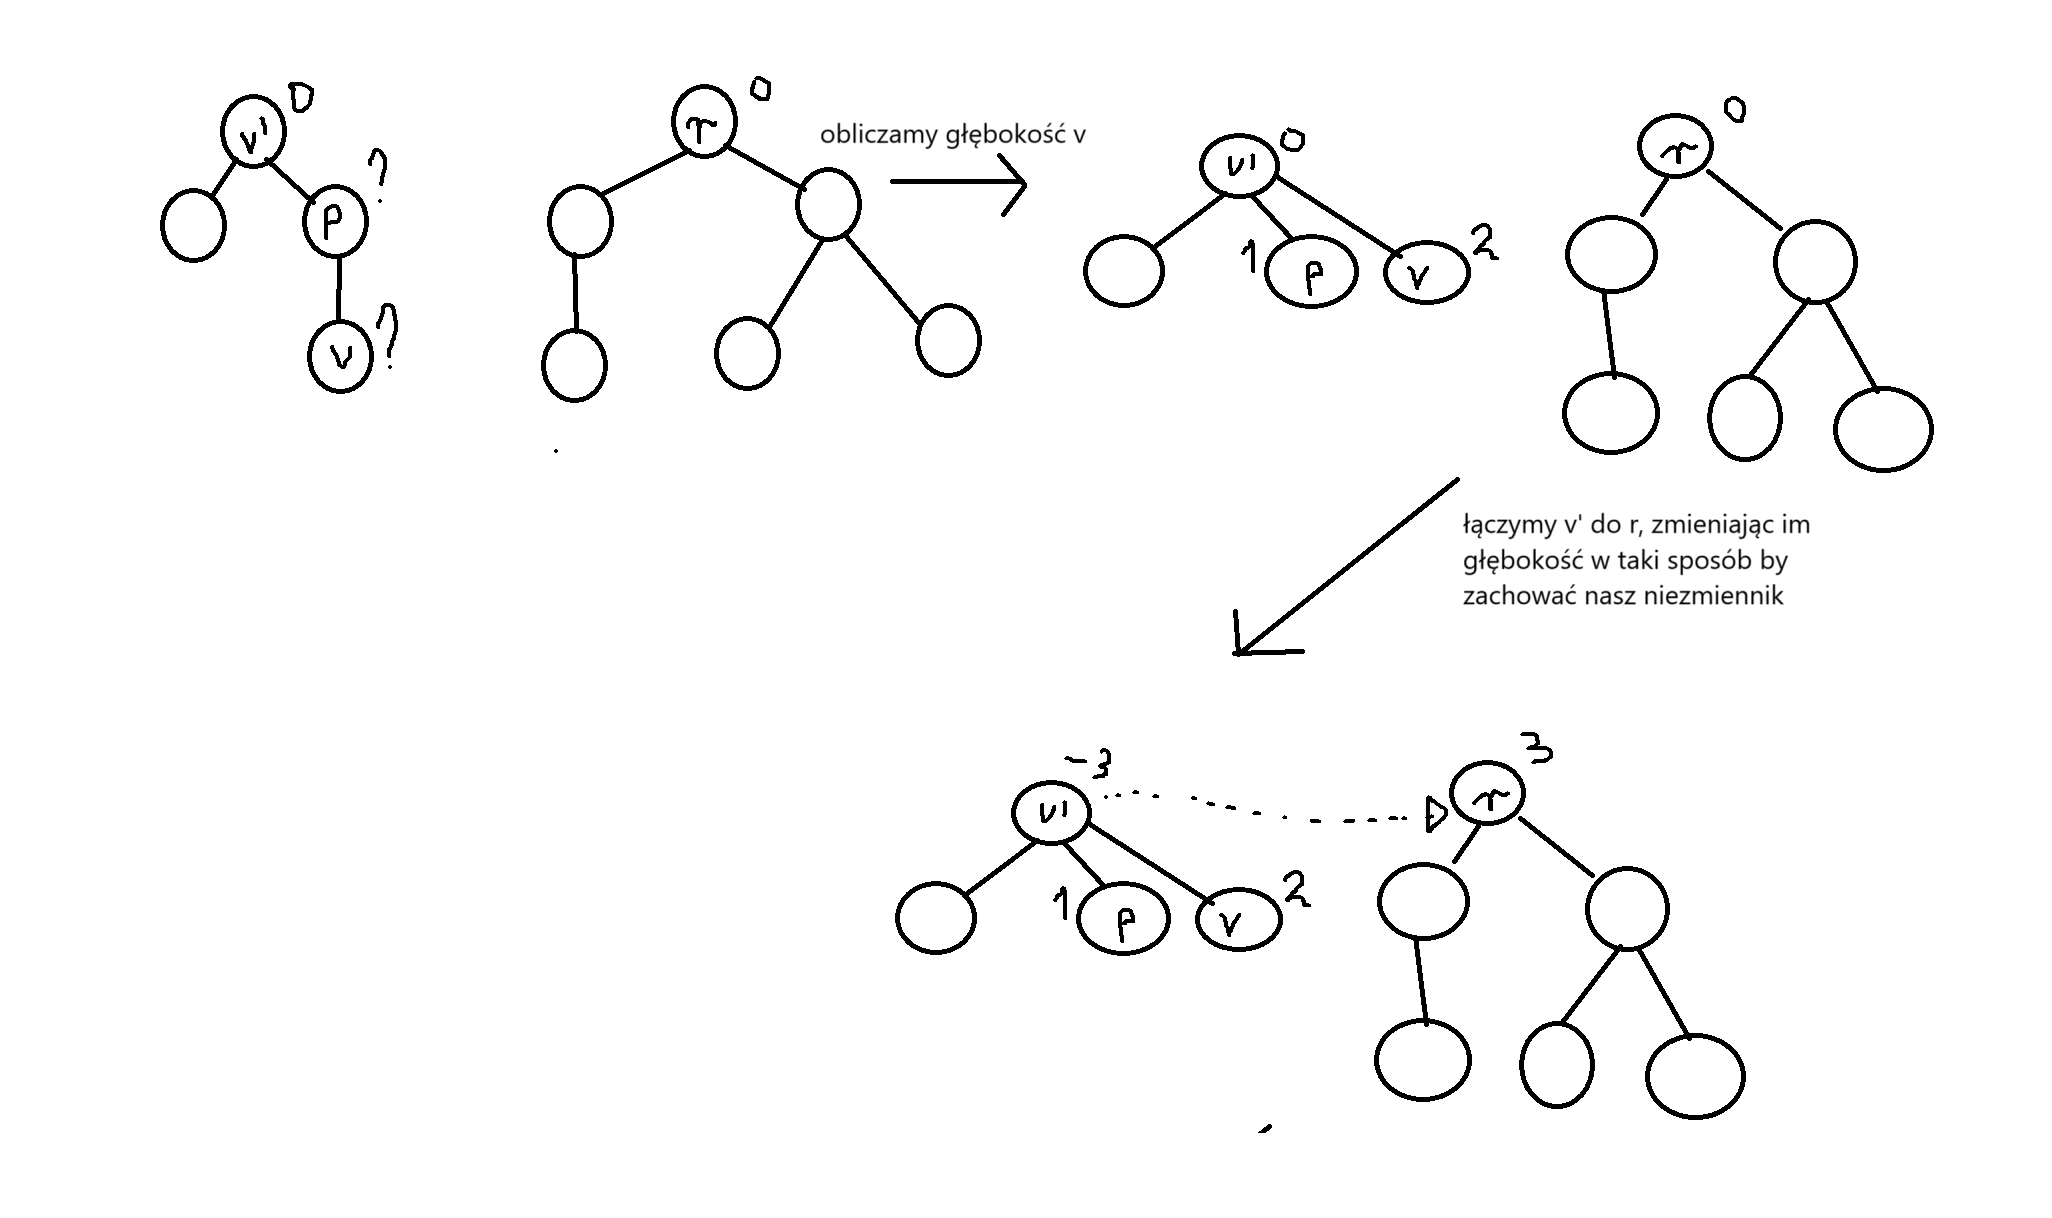 v' 0
p ?
v ?
r 0
obliczamy głębokość v
v' 0
1 p
v 2
r 0
łączymy v' do r, zmieniając im
głębokość w taki sposób by
zachować nasz niezmiennik
v' -3
1 p
v 2
r 3